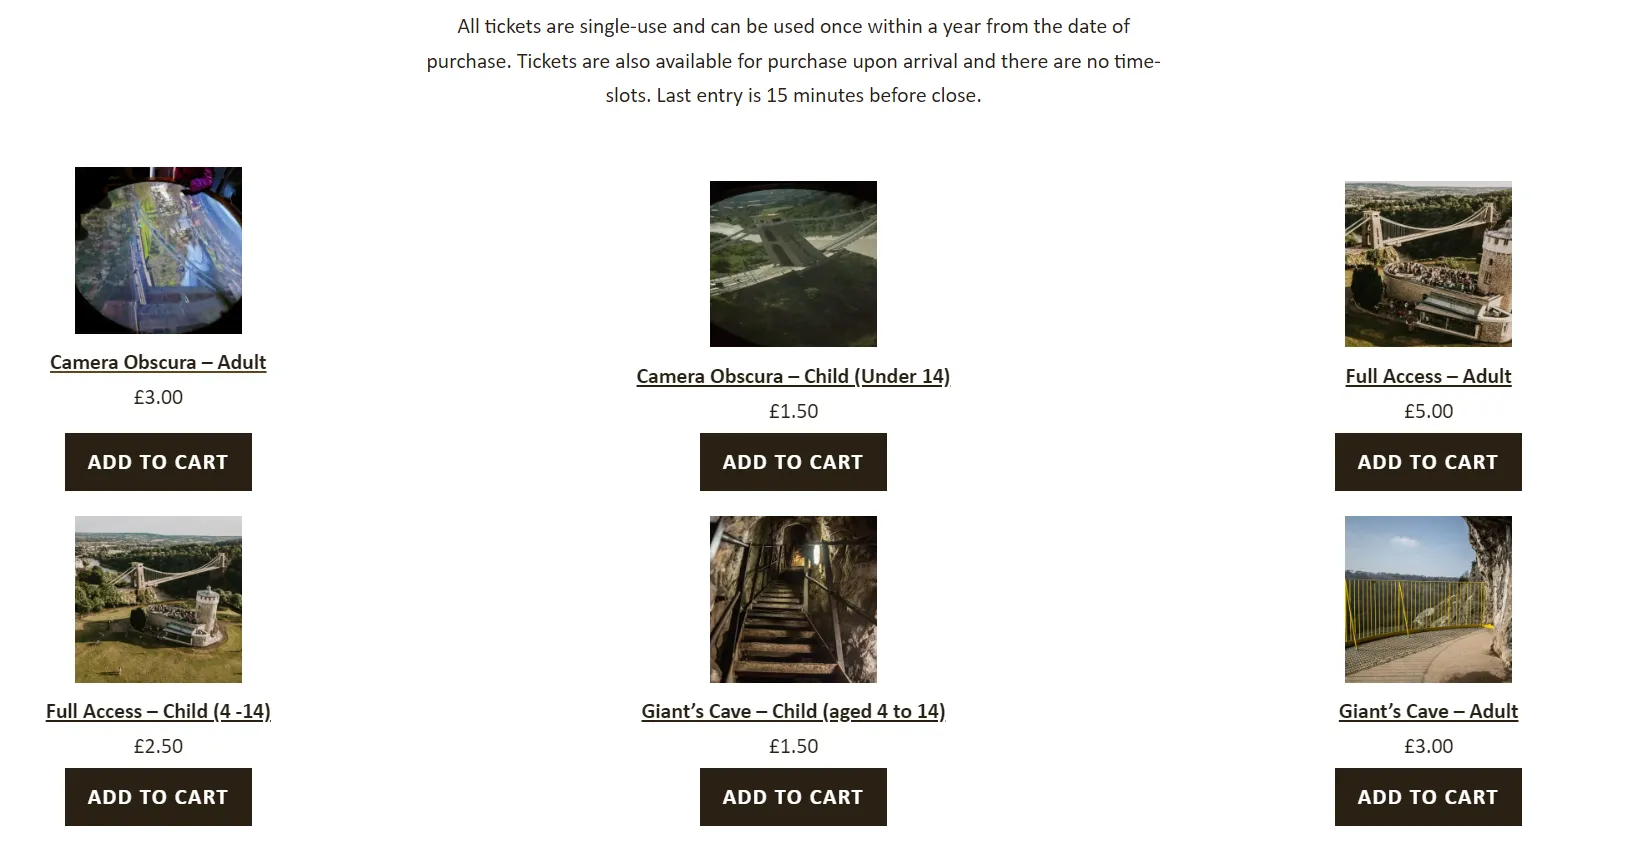 All tickets are single-use and can be used once within a year from the date of
purchase. Tickets are also available for purchase upon arrival and there are no time-
slots. Last entry is 15 minutes before close.
Camera Obscura – Adult
£3.00
ADD TO CART
Camera Obscura – Child (Under 14)
£1.50
ADD TO CART
Full Access – Adult
£5.00
ADD TO CART
Full Access – Child (4 -14)
£2.50
ADD TO CART
Giant’s Cave – Child (aged 4 to 14)
£1.50
ADD TO CART
Giant’s Cave – Adult
£3.00
ADD TO CART